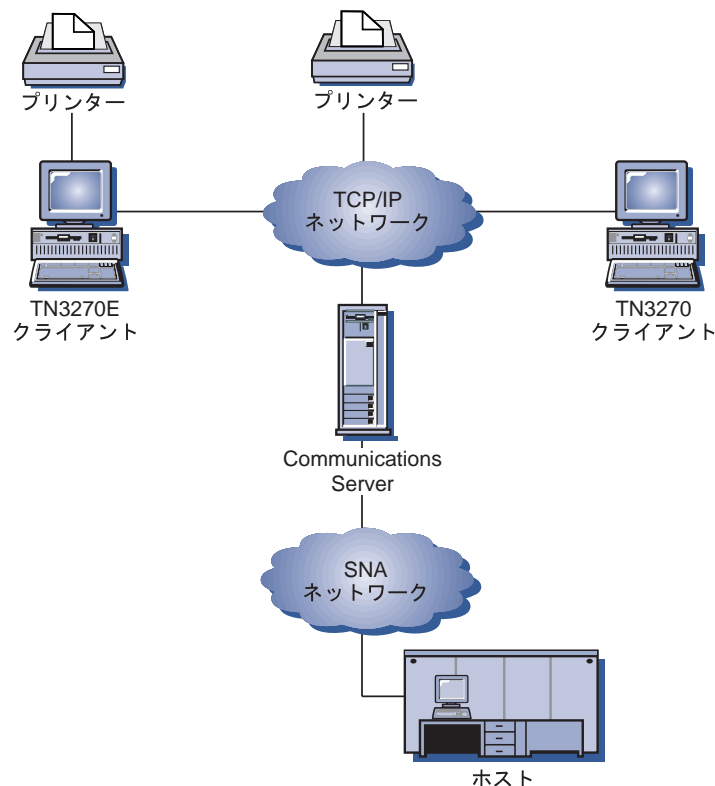 プリンター
プリンター
TCP/IP
ネットワーク
TN3270E
クライアント
TN3270
クライアント
Communications
Server
SNA
ネットワーク
ホスト